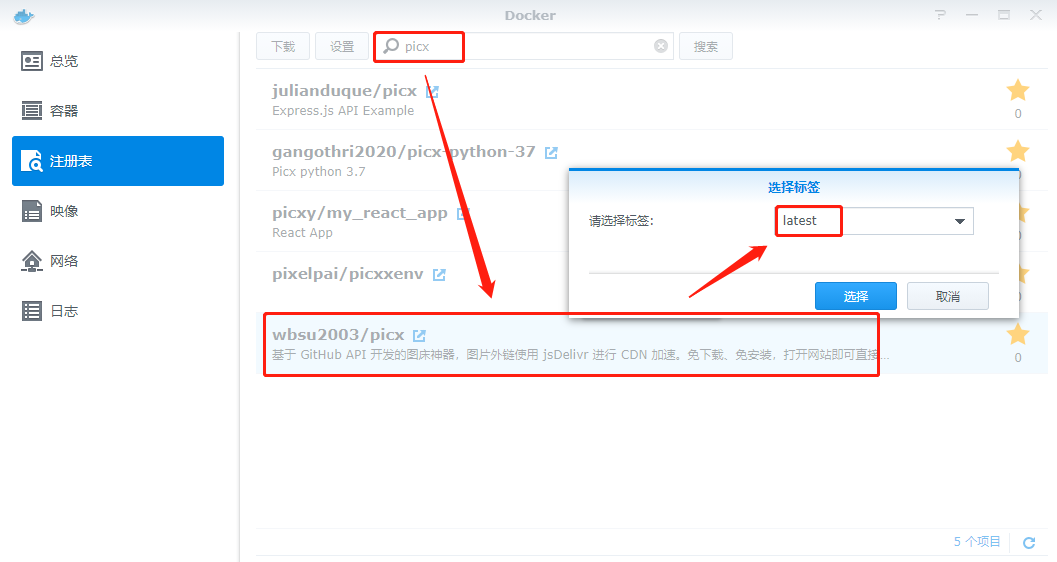 Docker
总览
容器
注册表
映像
网络
日志
下载
设置
picx
搜索
julianduque/picx
Express.js API Example
0
gangothri2020/picx-python-37
Picx python 3.7
picxy/my_react_app
React App
pixelpai/picxxenv
wbsu2003/picx
基于 GitHub API 开发的图床神器，图片外链使用 jsDelivr 进行 CDN 加速。免下载、免安装，打开网站即可直接...
0
选择标签
请选择标签:
latest
选择
取消
5 个项目